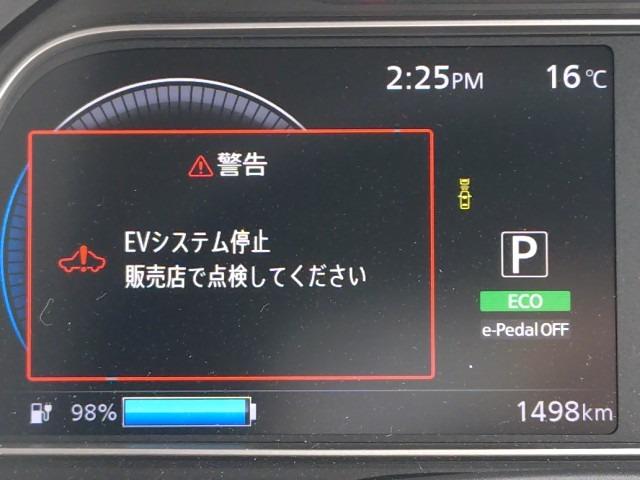 2:25PM 16℃
警告
EVシステム停止
販売店で点検してください
P
ECO
e-Pedal OFF
98% 1498km